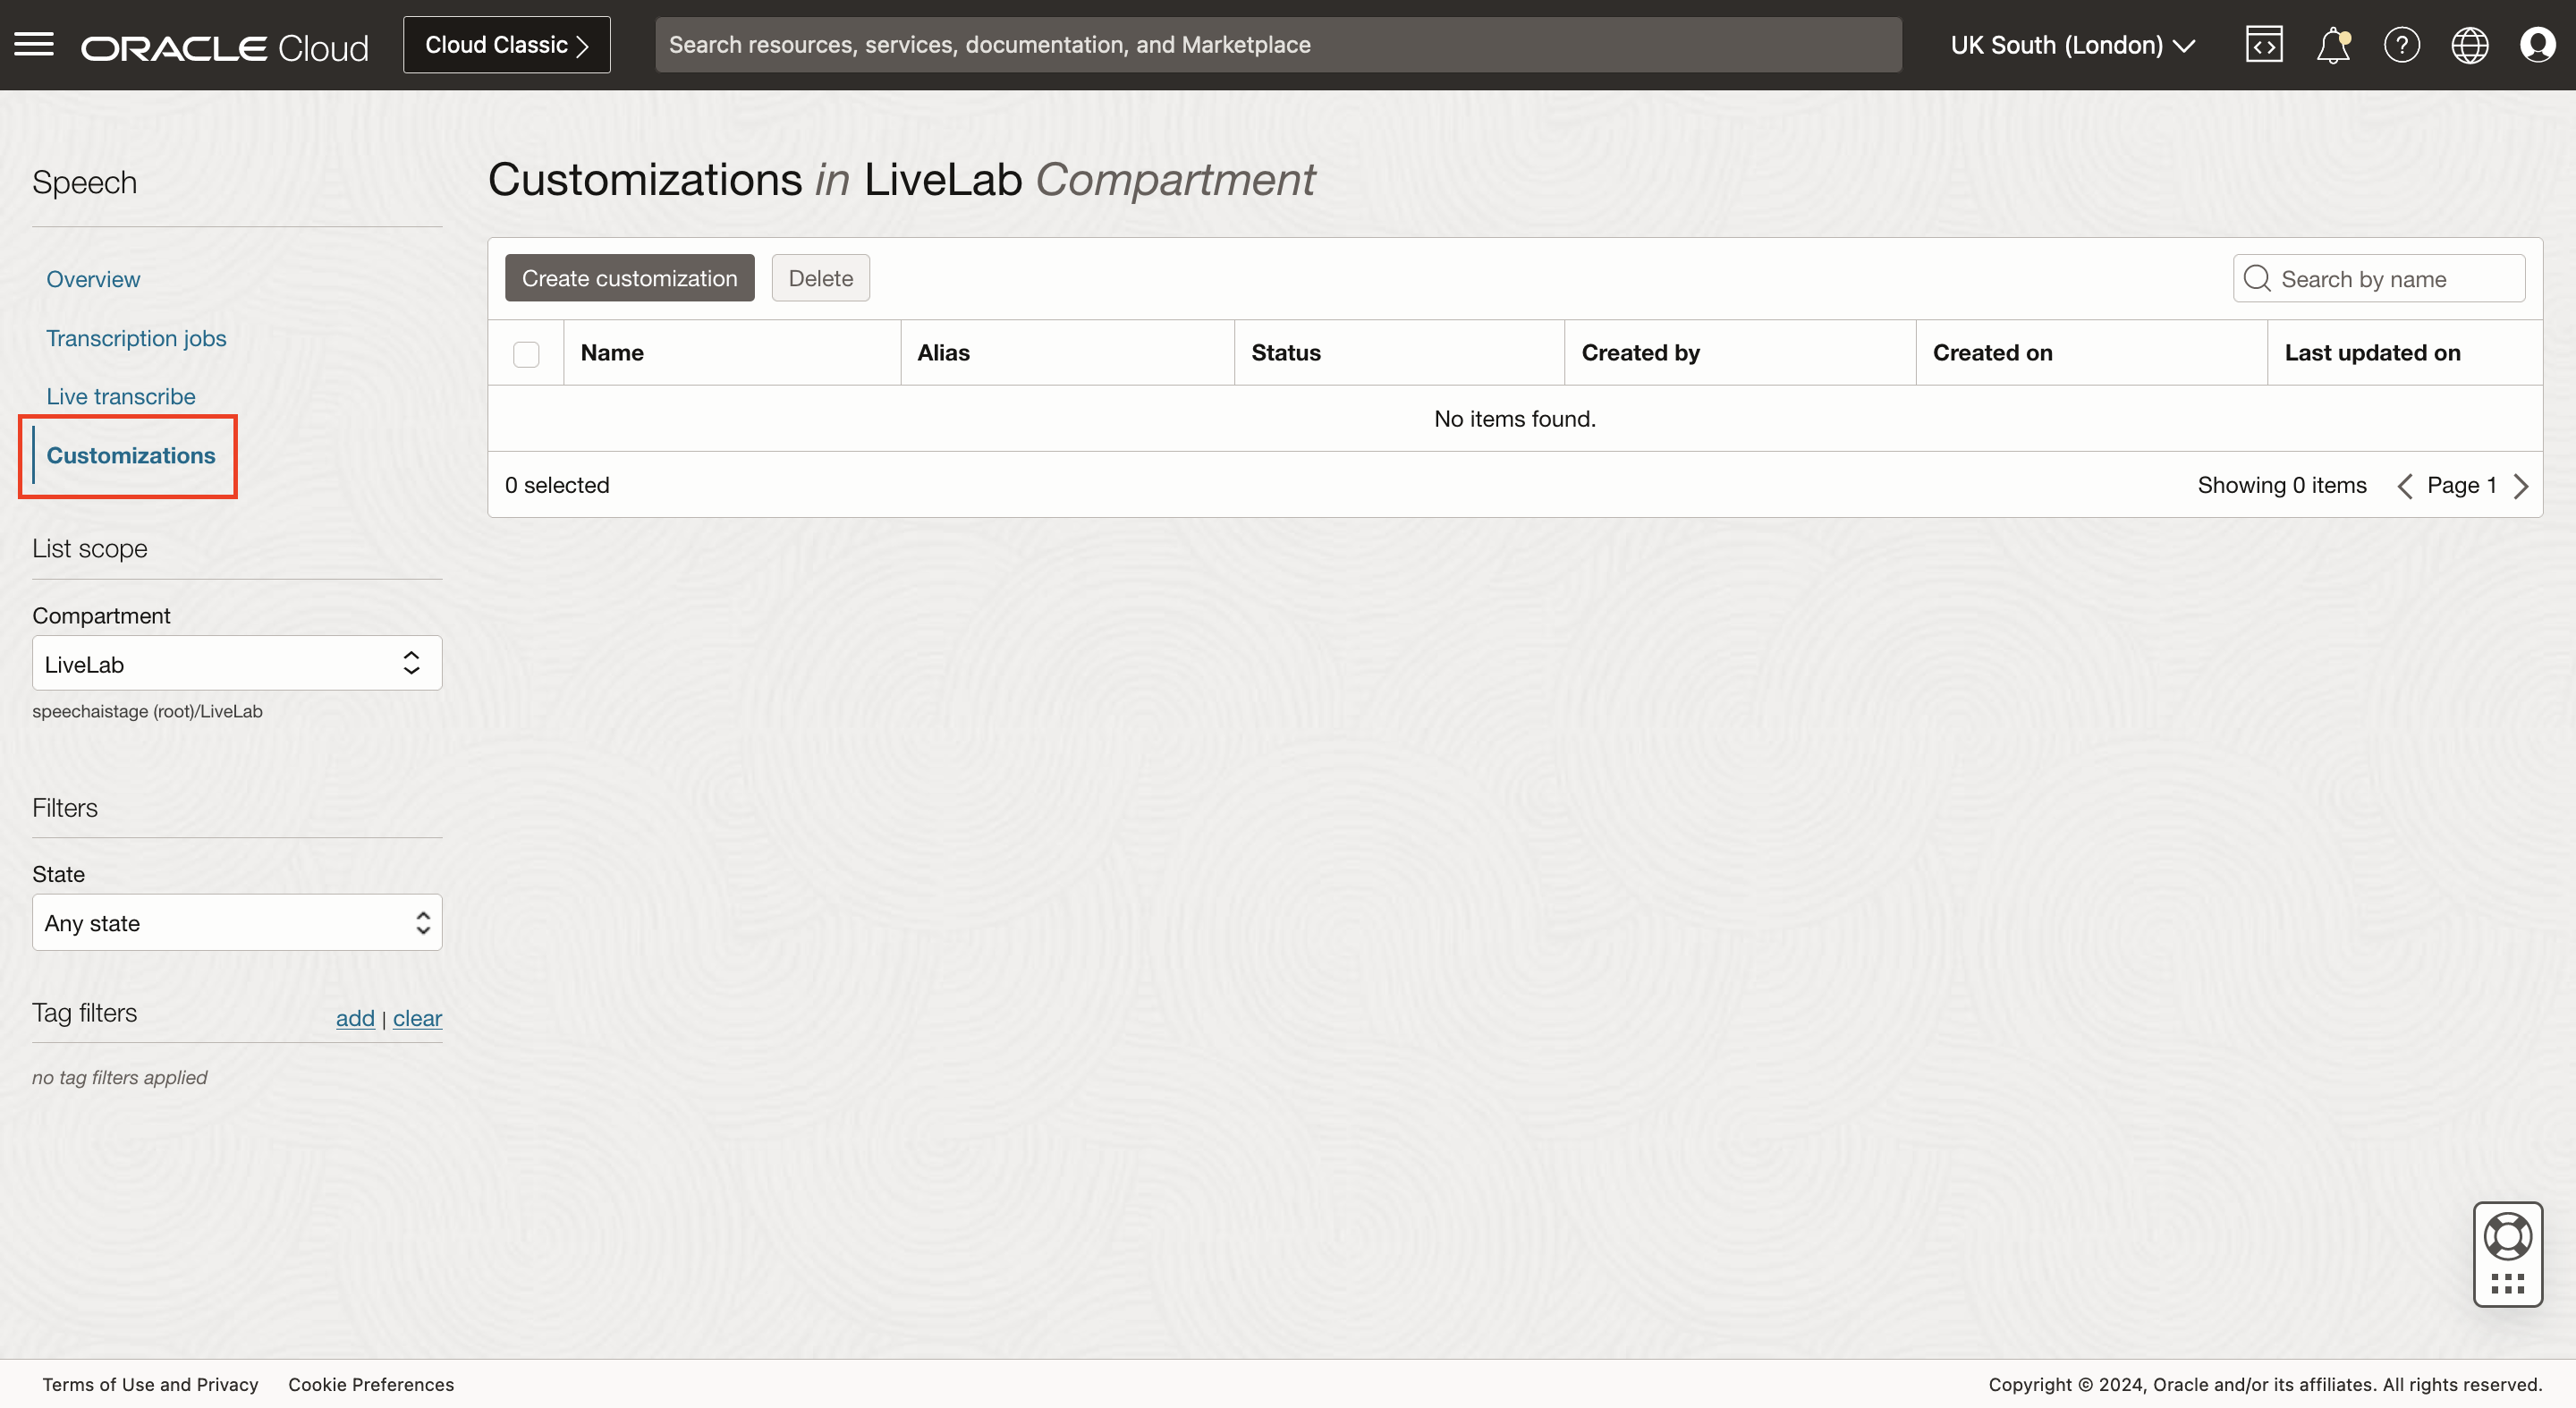 ORACLE Cloud
Cloud Classic
Search resources, services, documentation, and Marketplace
UK South (London)
Speech
Overview
Transcription jobs
Live transcribe
Customizations
List scope
Compartment
LiveLab
speechaistage (root)/LiveLab
Filters
State
Any state
Tag filters
add | clear
no tag filters applied
Customizations in LiveLab Compartment
Create customization
Delete
Search by name
Name Alias Status Created by Created on Last updated on
No items found.
0 selected
Showing 0 items
Page 1
Terms of Use and Privacy
Cookie Preferences
Copyright © 2024, Oracle and/or its affiliates. All rights reserved.